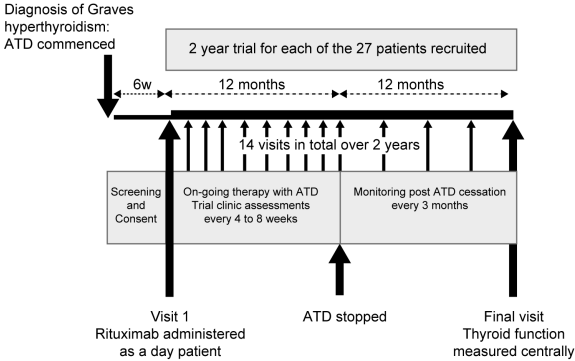 Diagnosis of Graves
hyperthyroidism:
ATD commenced
2 year trial for each of the 27 patients recruited
6w
12 months
12 months
14 visits in total over 2 years
Screening
and
Consent
On-going therapy with ATD
Trial clinic assessments
every 4 to 8 weeks
Monitoring post ATD cessation
every 3 months
Visit 1
Rituximab administered
as a day patient
ATD stopped
Final visit
Thyroid function
measured centrally